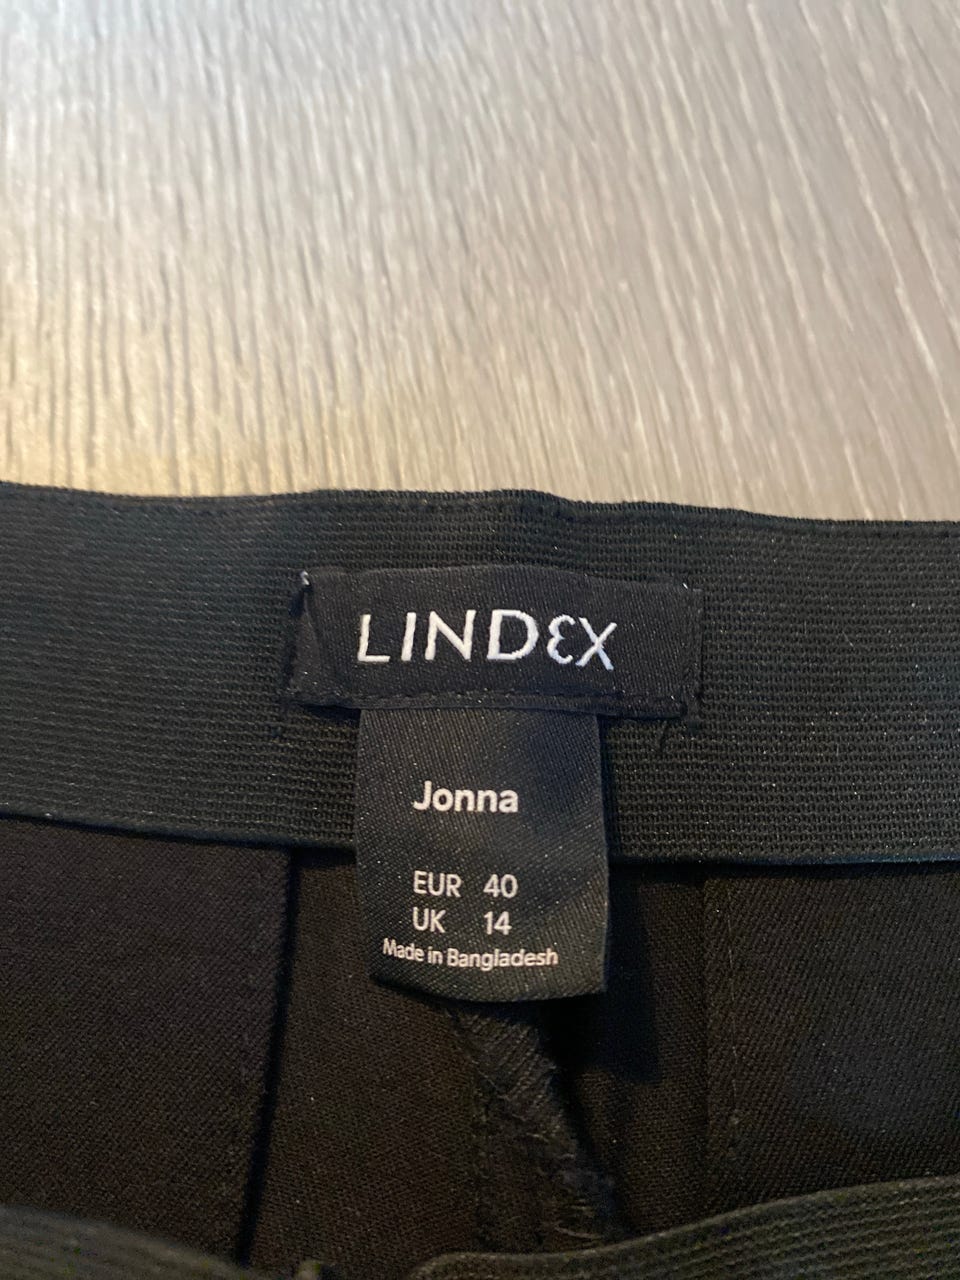 LINDEX
Jonna
EUR 40
UK 14
Made in Bangladesh